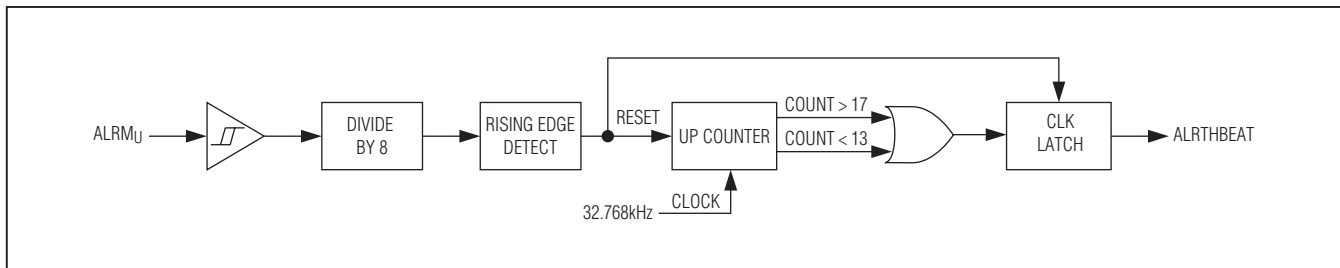 ALRMU
DIVIDE
BY 8
RISING EDGE
DETECT
RESET
UP COUNTER
COUNT > 17
COUNT < 13
CLK
LATCH
ALRTHBEAT
32.768kHz
CLOCK